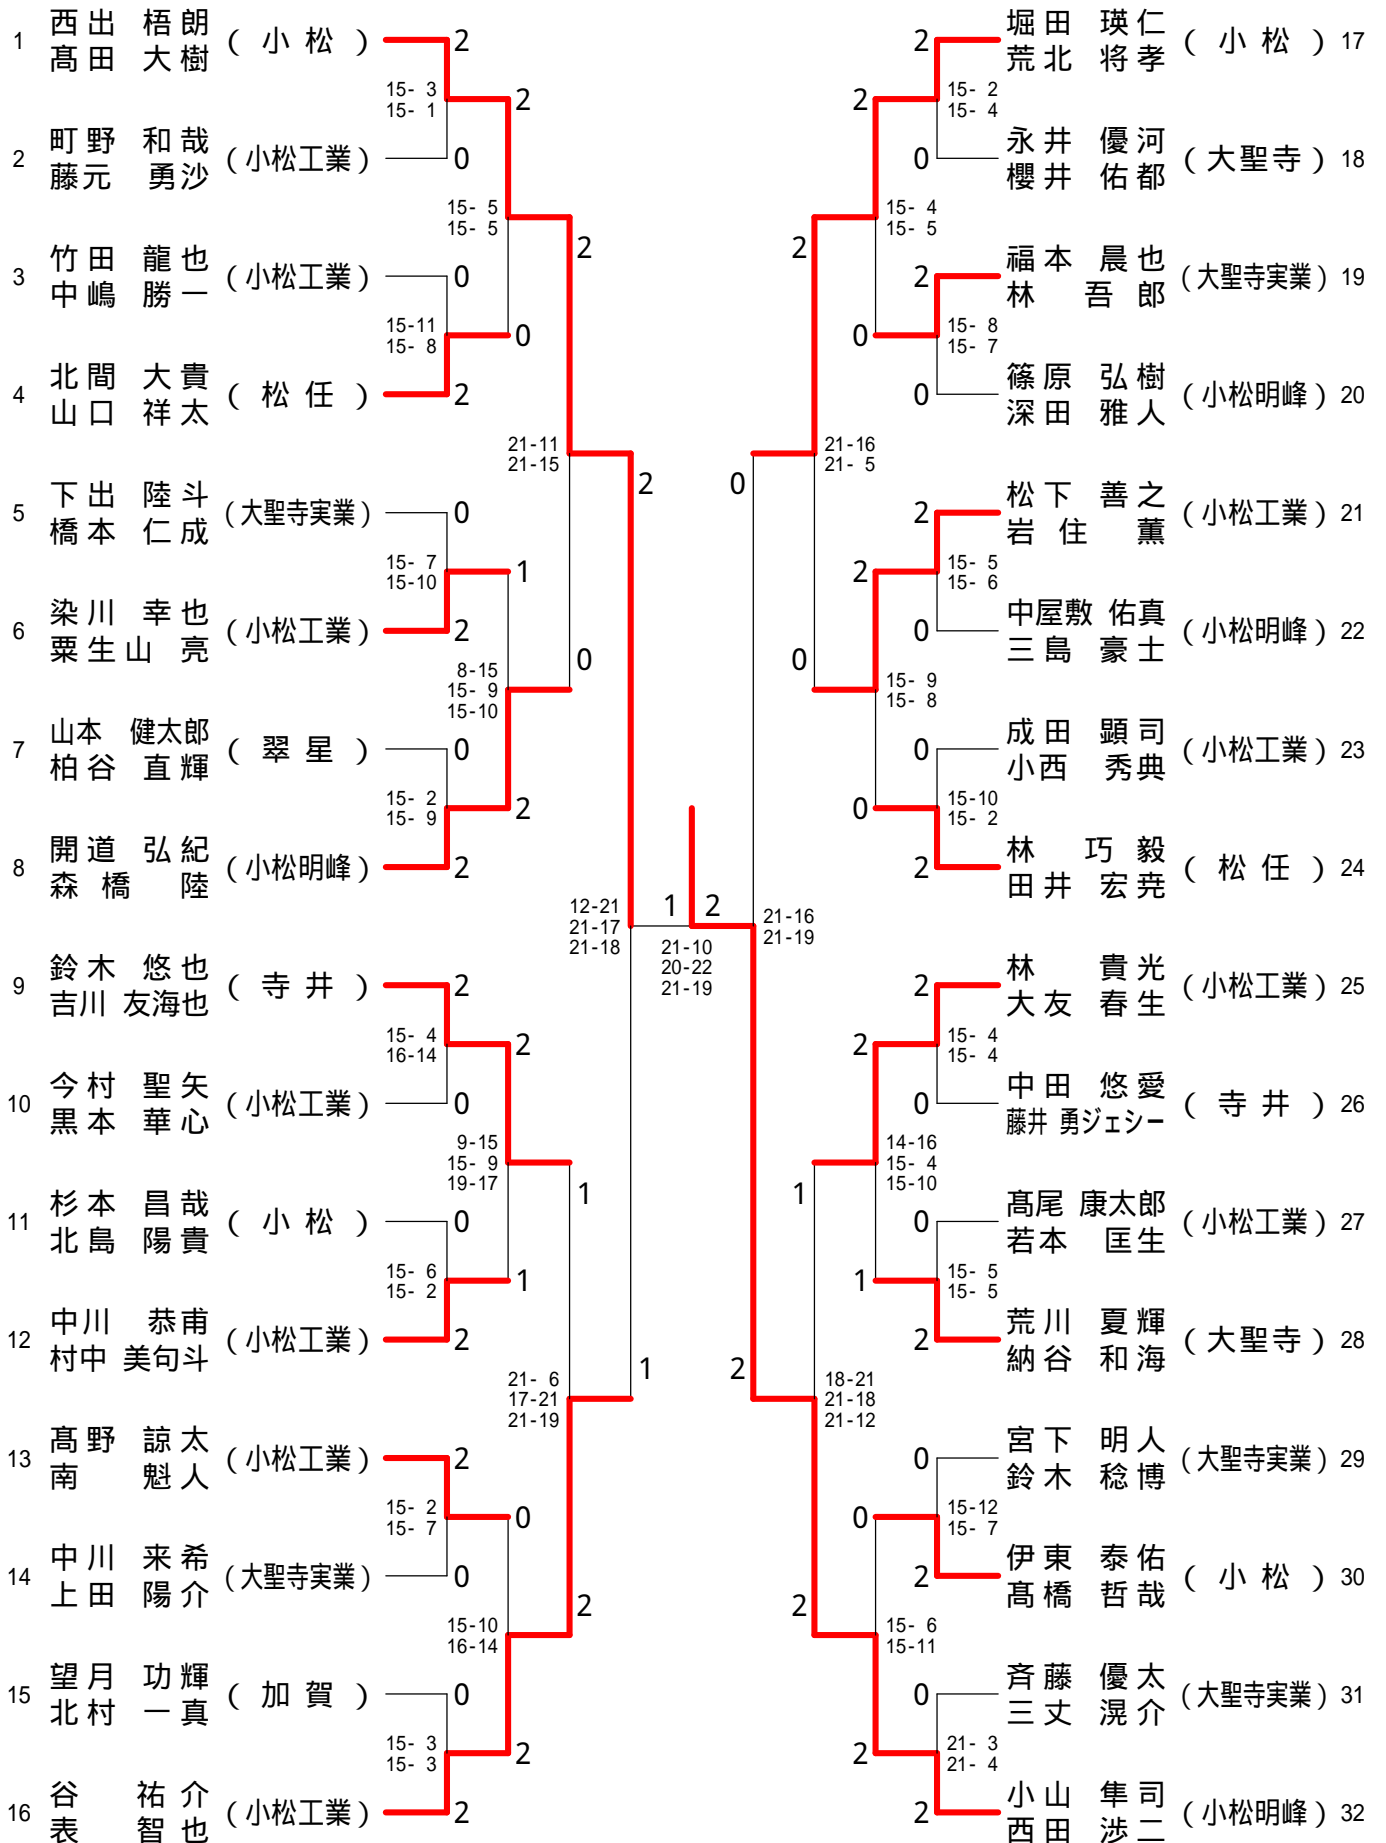 1 西出 梧朗 (小松) 2
髙田 大樹
15- 3
15- 1
2
2 町野 和哉 (小松工業) 0
藤元 勇沙
15- 5
15- 5
2
3 竹田 龍也 (小松工業) 0
中嶋 勝一
15-11
15- 8
0
4 北間 大貴 (松任) 2
山口 祥太
21-11
21-15
2
5 下出 陸斗 (大聖寺実業) 0
橋本 仁成
15- 7
15-10
1
6 染川 幸也 (小松工業) 2
粟生山 亮
8-15
15- 9
15-10
0
7 山本 健太郎 (翠星) 0
柏谷 直輝
15- 2
15- 9
2
8 開道 弘紀 (小松明峰) 2
森橋 陸
12-21
21-17
21-18
1 2
21-10
20-22
21-19
9 鈴木 悠也 (寺井) 2
吉川 友海也
15- 4
16-14
2
10 今村 聖矢 (小松工業) 0
黒本 華心
9-15
15- 9
19-17
1
11 杉本 昌哉 (小松) 0
北島 陽貴
15- 6
15- 2
1
12 中川 恭甫 (小松工業) 2
村中 美句斗
21- 6
17-21
21-19
1
13 髙野 諒太 (小松工業) 2
南 魁人
15- 2
15- 7
0
14 中川 来希 (大聖寺実業) 0
上田 陽介
15-10
16-14
2
15 望月 功輝 (加賀) 0
北村 一真
15- 3
15- 3
2
16 谷 祐介 (小松工業) 2
表 智也
2 堀田 瑛仁 (小松) 17
荒北 将孝
2
15- 2
15- 4
0 永井 優河 (大聖寺) 18
櫻井 佑都
2
15- 4
15- 5
2 福本 晨也 (大聖寺実業) 19
林 吾郎
0
15- 8
15- 7
0 篠原 弘樹 (小松明峰) 20
深田 雅人
0
21-16
21- 5
2 松下 善之 (小松工業) 21
岩住 薫
2
15- 5
15- 6
0 中屋敷 佑真 (小松明峰) 22
三島 豪士
0
15- 9
15- 8
0 成田 顕司 (小松工業) 23
小西 秀典
0
15-10
15- 2
2 林 巧毅 (松任) 24
田井 宏尭
21-16
21-19
2 林 貴光 (小松工業) 25
大友 春生
2
15- 4
15- 4
0 中田 悠愛 (寺井) 26
藤井 勇ジェシー
1
14-16
15- 4
15-10
0 髙尾 康太郎 (小松工業) 27
若本 匡生
1
15- 5
15- 5
2 荒川 夏輝 (大聖寺) 28
納谷 和海
2
18-21
21-18
21-12
0 宮下 明人 (大聖寺実業) 29
鈴木 稔博
0
15-12
15- 7
2 伊東 泰佑 (小松) 30
髙橋 哲哉
2
15- 6
15-11
0 斉藤 優太 (大聖寺実業) 31
三丈 滉介
2
21- 3
21- 4
2 小山 隼司 (小松明峰) 32
西田 渉二